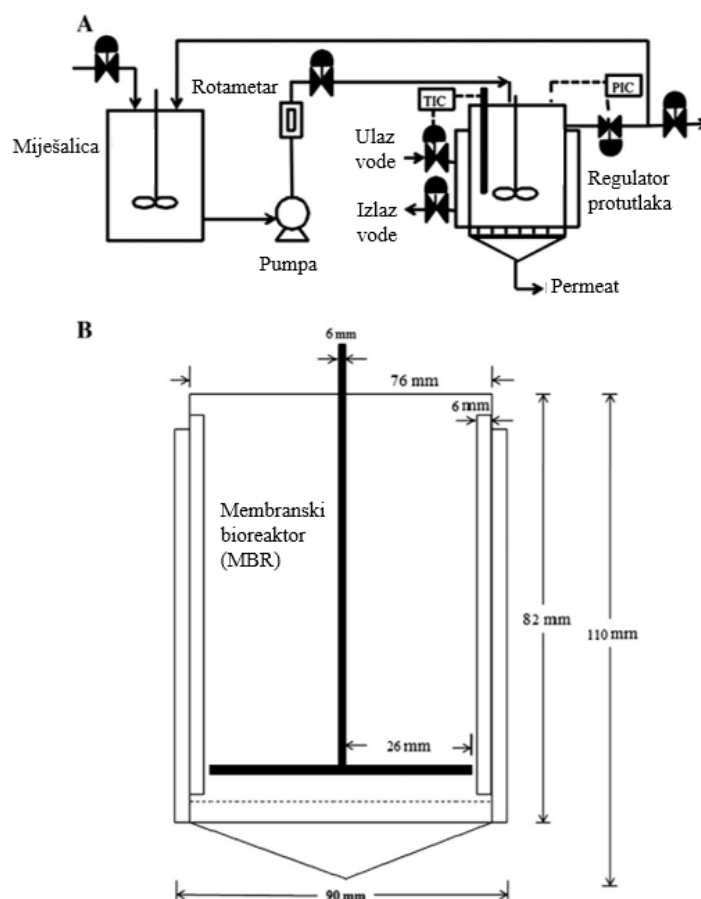 A
Rotametar
TIC
PIC
Miješalica
Ulaz
vode
Regulator
protutlaka
Izlaz
vode
Pumpa
Permeat
B
6 mm
76 mm
6 mm
Membranski
bioreaktor
(MBR)
82 mm
110 mm
26 mm
90 mm